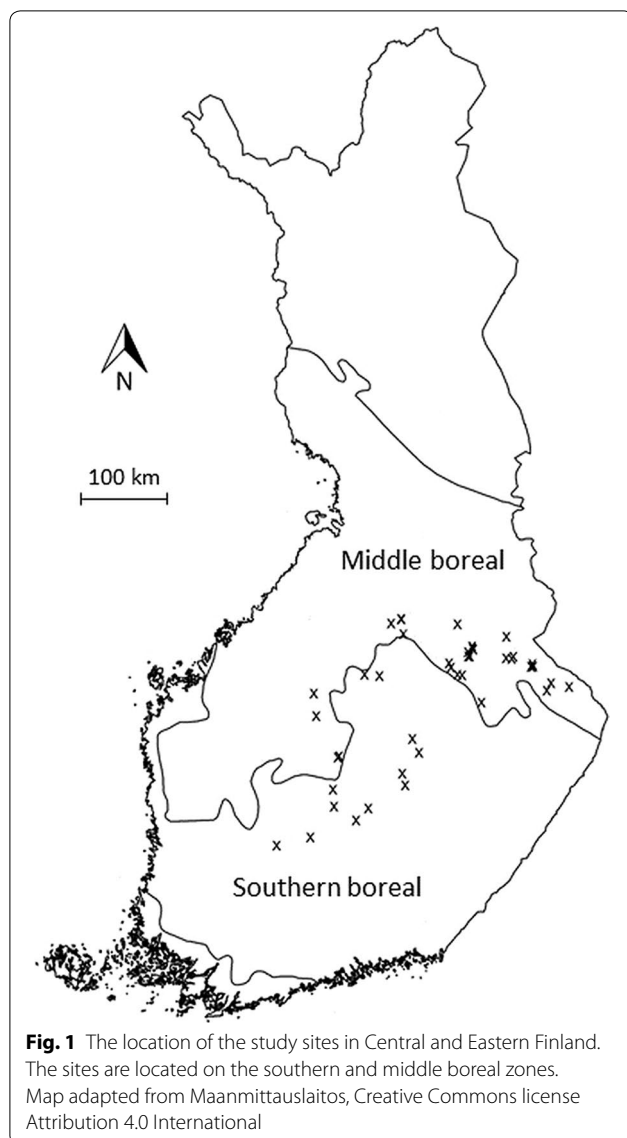 N
100 km
Middle boreal
Southern boreal
Fig. 1 The location of the study sites in Central and Eastern Finland.
The sites are located on the southern and middle boreal zones.
Map adapted from Maanmittauslaitos, Creative Commons license
Attribution 4.0 International